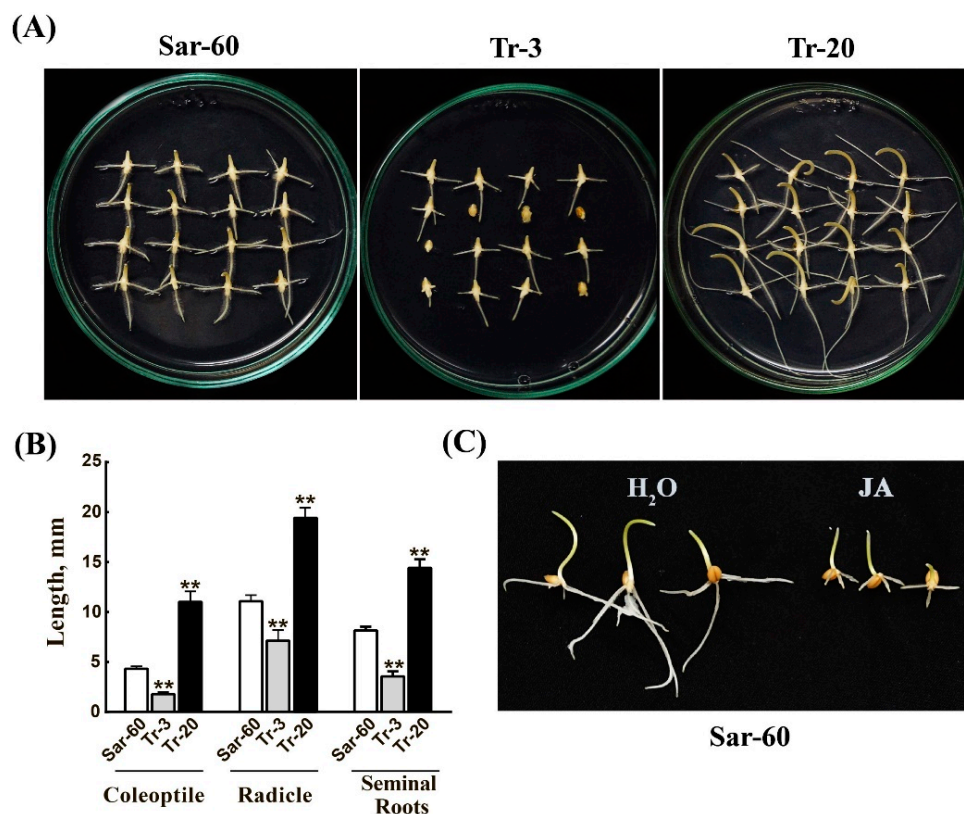 (A)
Sar-60
Tr-3
Tr-20
(B)
25
20
15
10
5
0
Length, mm
**
**
**
**
**
**
Sar-60
Tr-3
Tr-20
Sar-60
Tr-3
Tr-20
Sar-60
Tr-3
Tr-20
Coleoptile
Radicle
Seminal
Roots
(C)
H₂O
JA
Sar-60